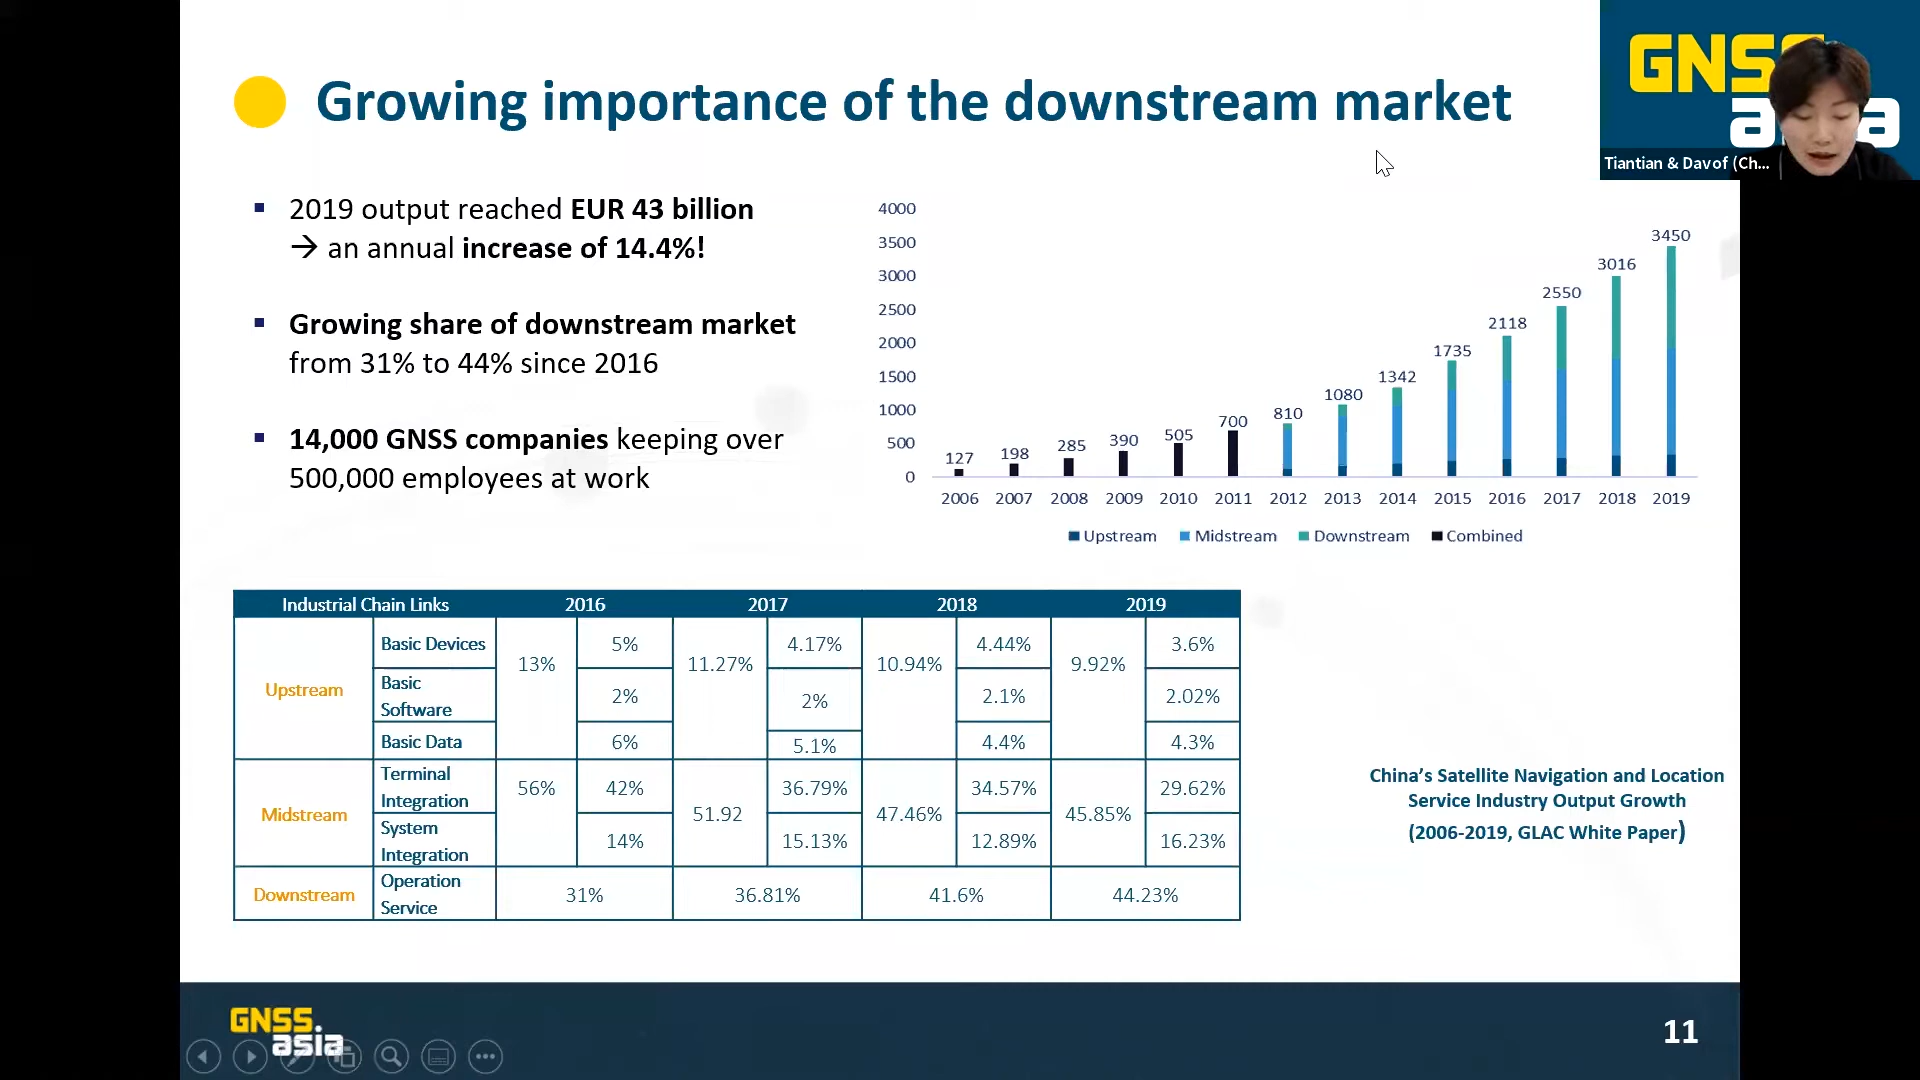 Growing importance of the downstream market
GNSS
Tiantian & Davof (Ch...
2019 output reached EUR 43 billion
→ an annual increase of 14.4%!
Growing share of downstream market
from 31% to 44% since 2016
14,000 GNSS companies keeping over
500,000 employees at work
4000
3500
3000
2500
2000
1500
1000
500
0
127 198 285 390 505 700 810 1080 1342 1735 2118 2550 3016 3450
2006 2007 2008 2009 2010 2011 2012 2013 2014 2015 2016 2017 2018 2019
Upstream Midstream Downstream Combined
Industrial Chain Links 2016 2017 2018 2019
Upstream
Basic Devices 13% 5% 11.27% 4.17% 10.94% 4.44% 9.92% 3.6%
Basic
Software 2% 2% 2.1% 2.02%
Basic Data 6% 5.1% 4.4% 4.3%
Midstream
Terminal
Integration 56% 42% 51.92 36.79% 47.46% 34.57% 45.85% 29.62%
System
Integration 14% 15.13% 12.89% 16.23%
Downstream
Operation
Service 31% 36.81% 41.6% 44.23%
China's Satellite Navigation and Location
Service Industry Output Growth
(2006-2019, GLAC White Paper)
GNSS.
asia
11